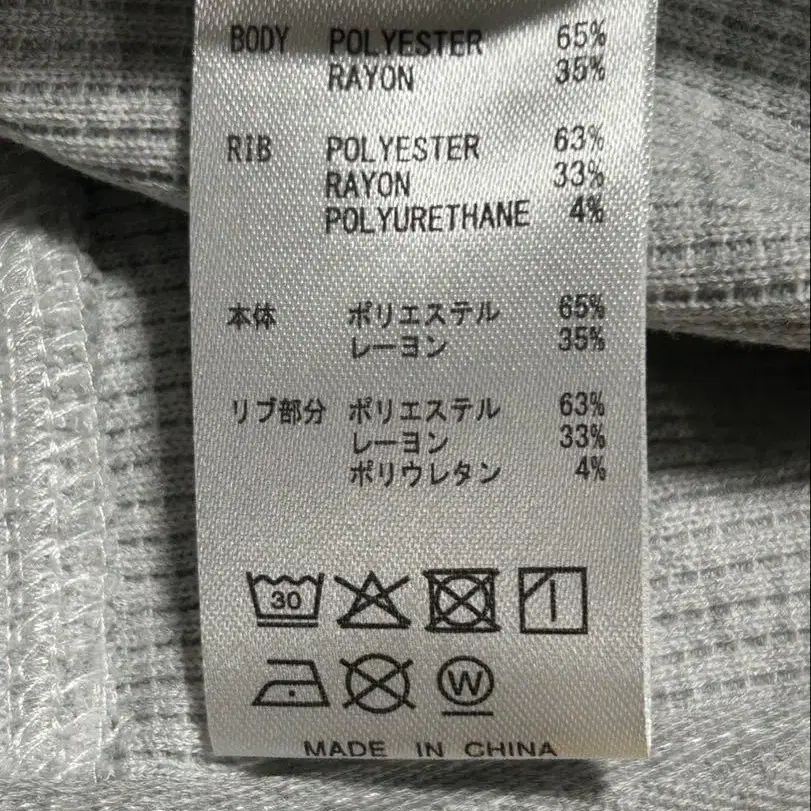 BODY POLYESTER 65%
RAYON 35%
RIB POLYESTER 63%
RAYON 33%
POLYURETHANE 4%
本体 ポリエステル 65%
レーヨン 35%
リブ部分 ポリエステル 63%
レーヨン 33%
ポリウレタン 4%
30
W
MADE IN CHINA